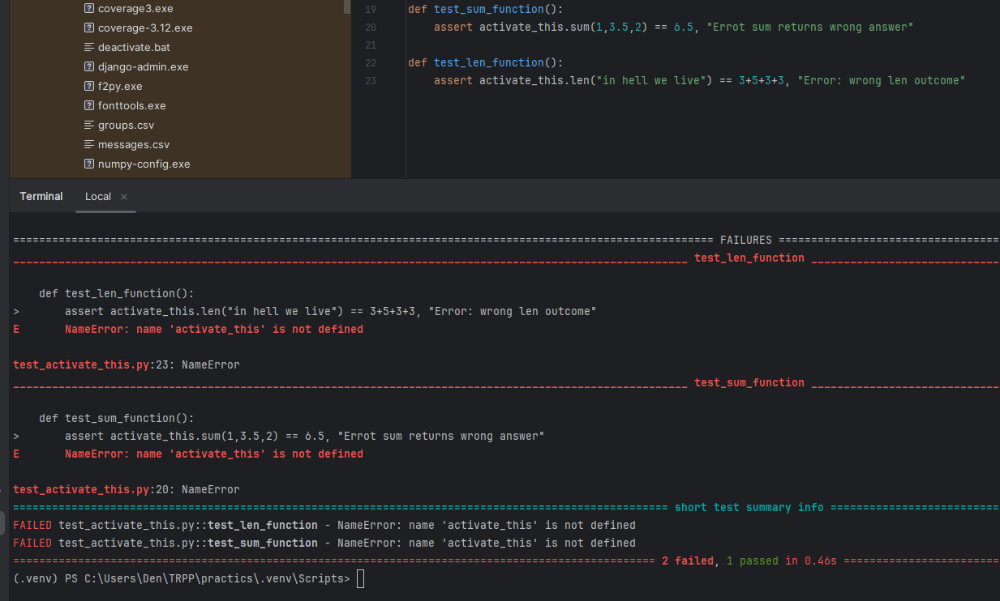 coverage3.exe
coverage-3.12.exe
deactivate.bat
django-admin.exe
f2py.exe
fonttools.exe
groups.csv
messages.csv
numpy-config.exe
19 def test_sum_function():
20     assert activate_this.sum(1,3.5,2) == 6.5, "Errot sum returns wrong answer"
21
22 def test_len_function():
23     assert activate_this.len("in hell we live") == 3+5+3+3, "Error: wrong len outcome"
Terminal Local ×
============================================================================================================ FAILURES ==================================
________________________________________________________________________________________________________ test_len_function _____________________________
    def test_len_function():
>       assert activate_this.len("in hell we live") == 3+5+3+3, "Error: wrong len outcome"
E       NameError: name 'activate_this' is not defined
test_activate_this.py:23: NameError
________________________________________________________________________________________________________ test_sum_function _____________________________
    def test_sum_function():
>       assert activate_this.sum(1,3.5,2) == 6.5, "Errot sum returns wrong answer"
E       NameError: name 'activate_this' is not defined
test_activate_this.py:20: NameError
===================================================================================================== short test summary info ==========================
FAILED test_activate_this.py::test_len_function - NameError: name 'activate_this' is not defined
FAILED test_activate_this.py::test_sum_function - NameError: name 'activate_this' is not defined
=================================================================================================== 2 failed, 1 passed in 0.46s ========================
(.venv) PS C:\Users\Den\TRPP\practics\.venv\Scripts>